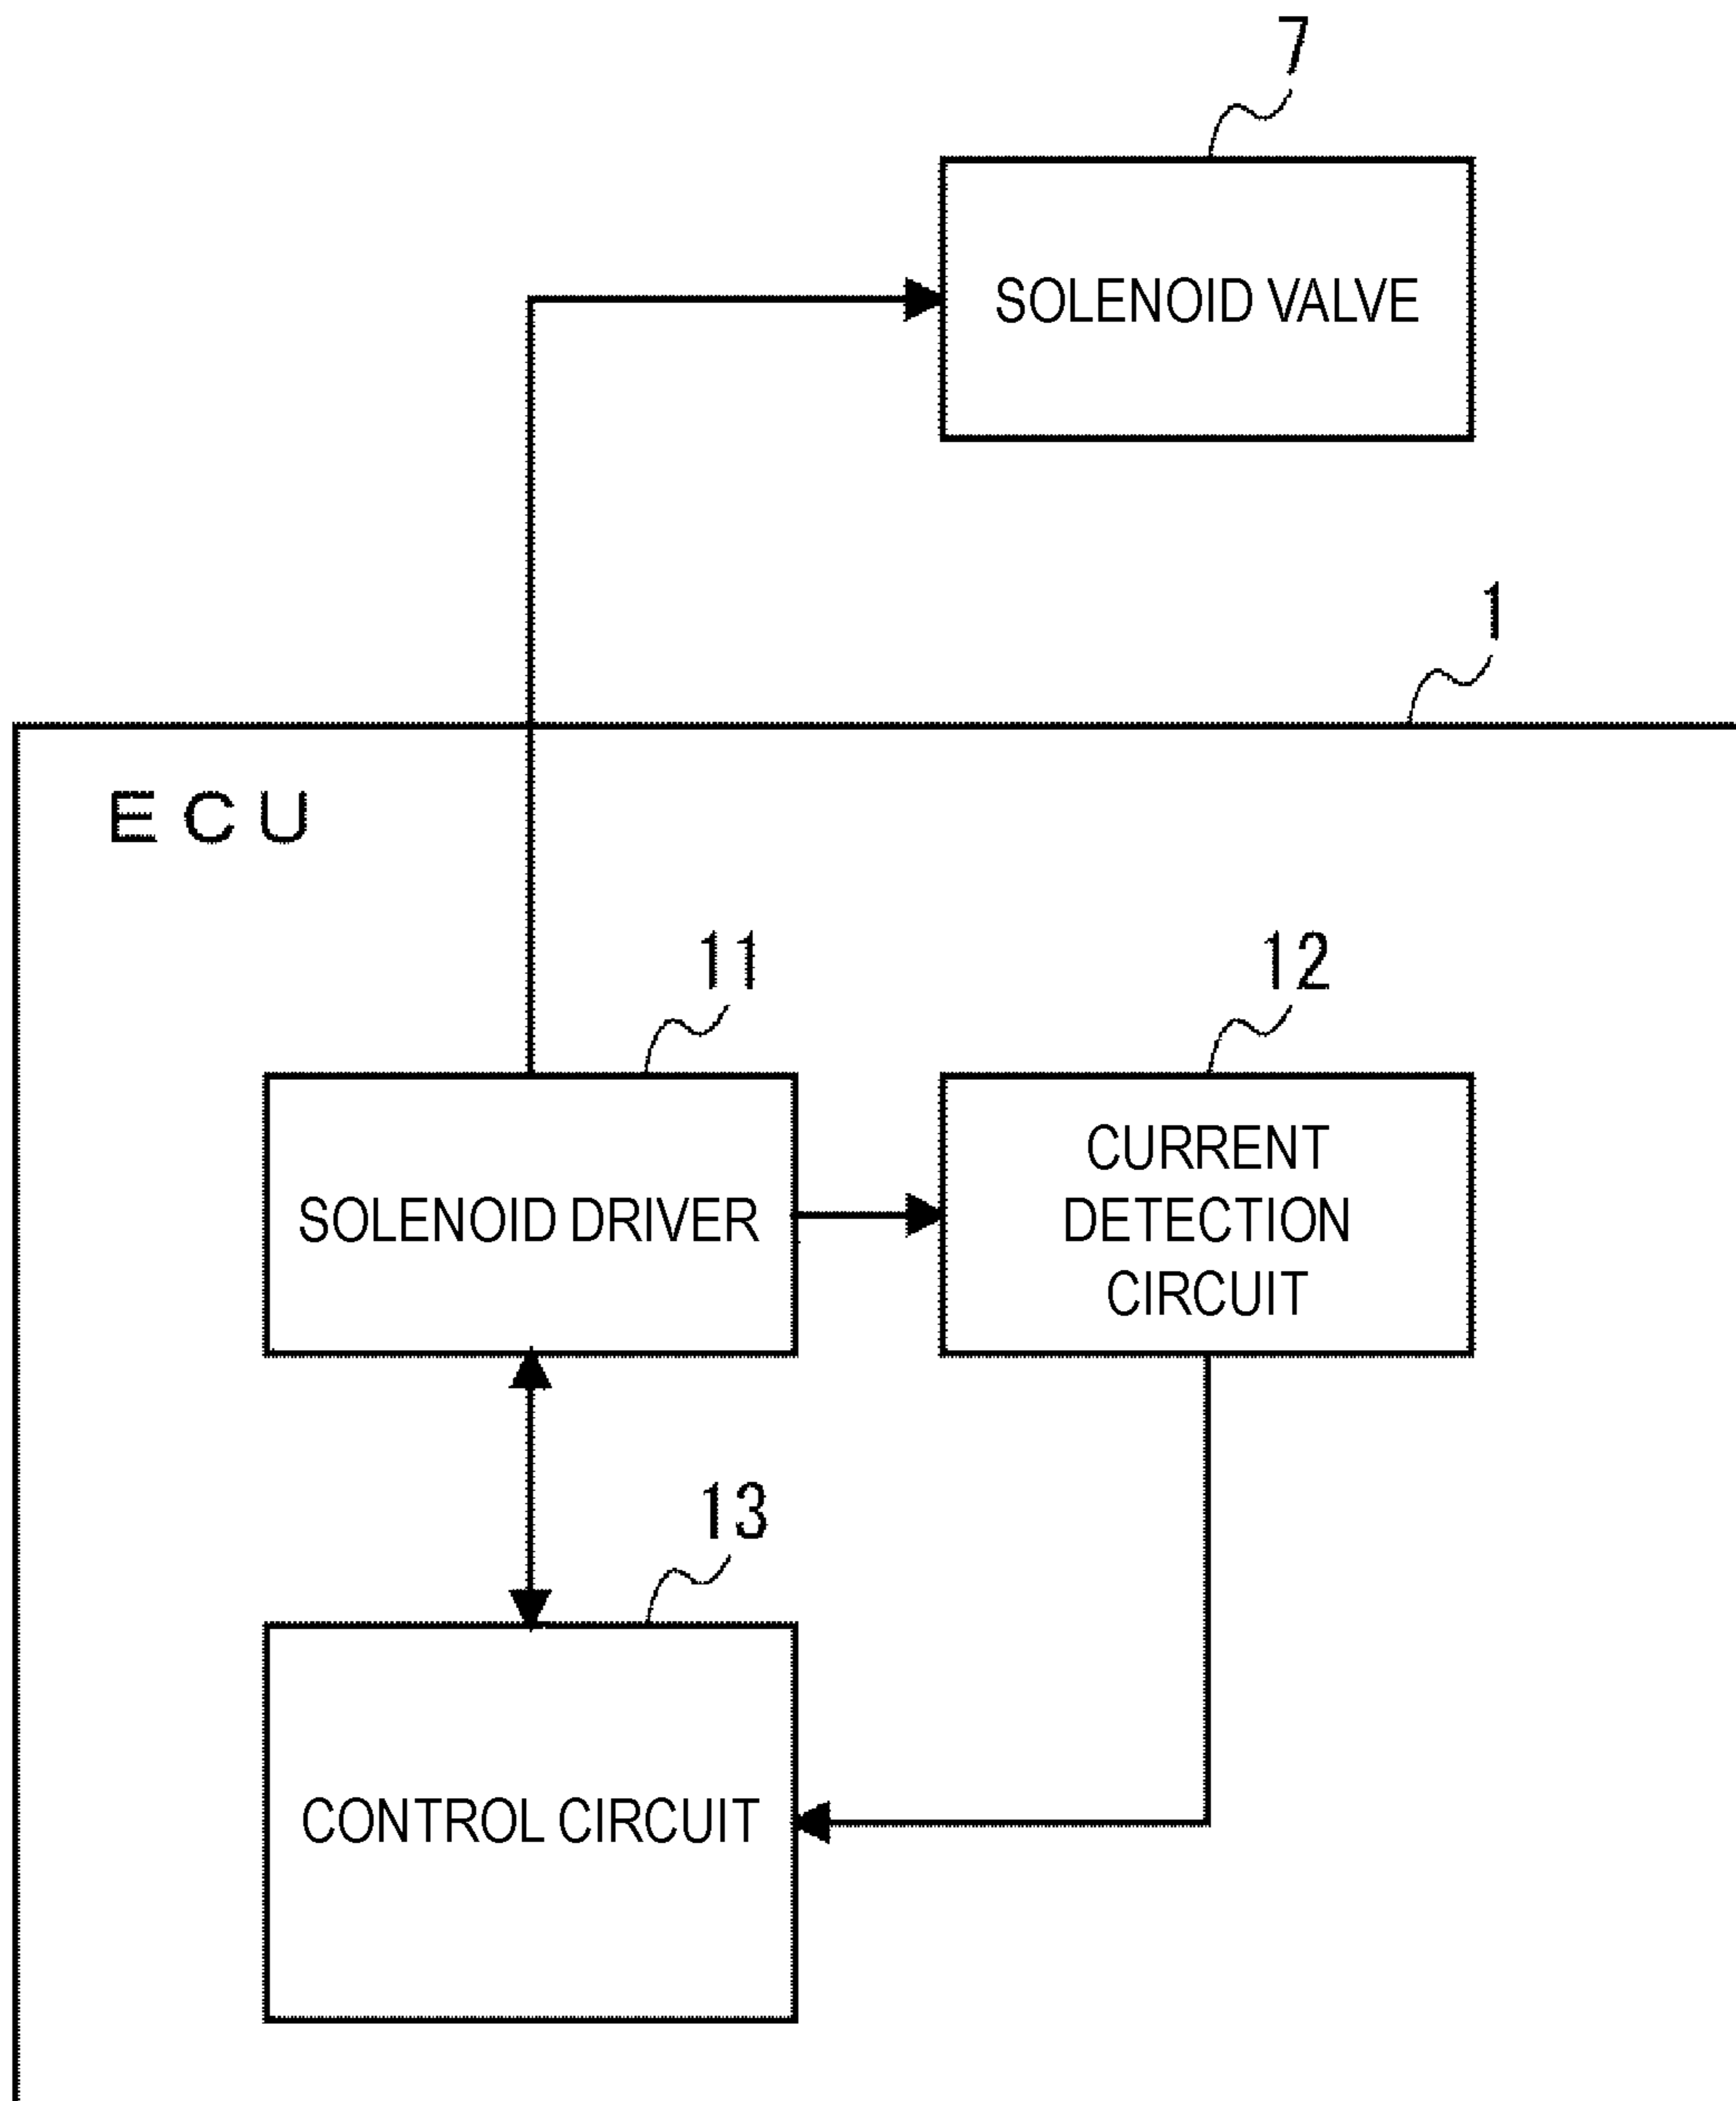 7
SOLENOID VALVE
1
ECU
11
12
SOLENOID DRIVER
CURRENT
DETECTION
CIRCUIT
13
CONTROL CIRCUIT